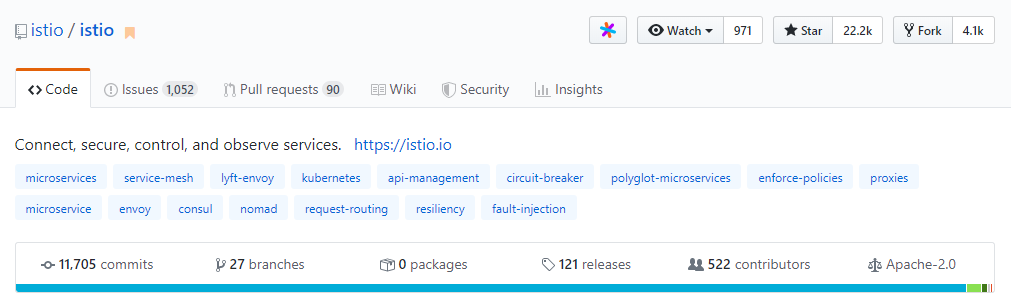 istio / istio Watch 971 Star 22.2k Fork 4.1k
Code Issues 1,052 Pull requests 90 Wiki Security Insights
Connect, secure, control, and observe services. https://istio.io
microservices service-mesh lyft-envoy kubernetes api-management circuit-breaker polyglot-microservices enforce-policies proxies
microservice envoy consul nomad request-routing resiliency fault-injection
11,705 commits 27 branches 0 packages 121 releases 522 contributors Apache-2.0